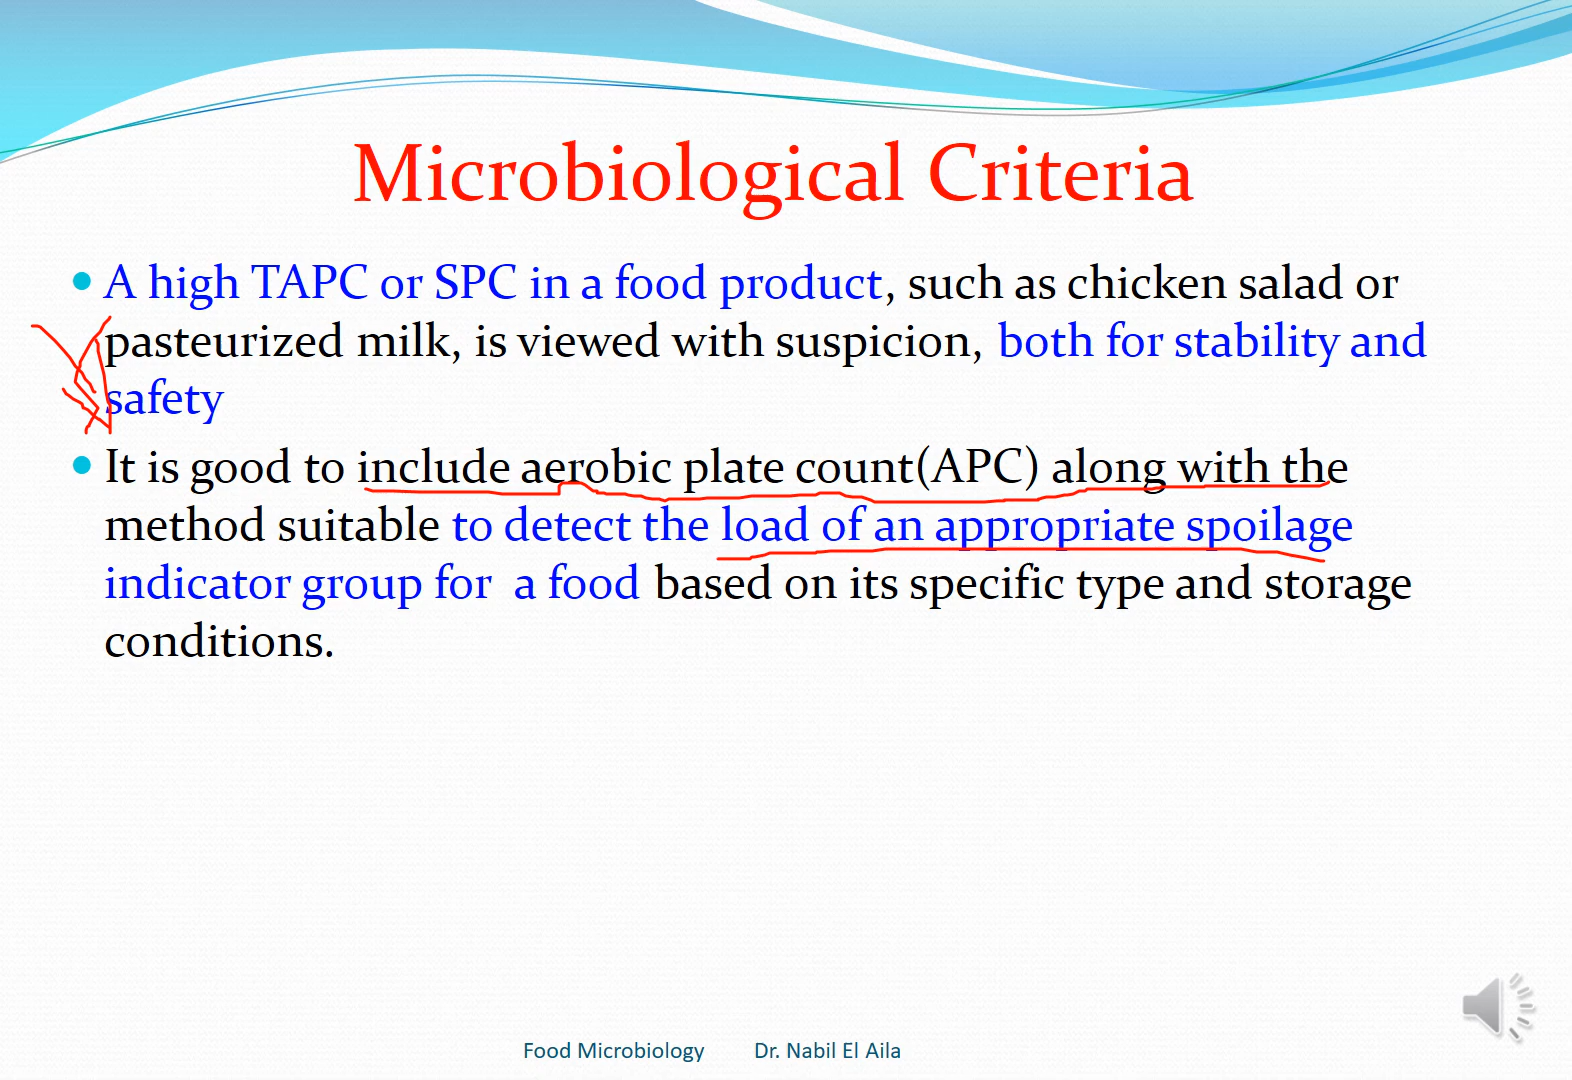 Microbiological Criteria
A high TAPC or SPC in a food product, such as chicken salad or
pasteurized milk, is viewed with suspicion, both for stability and
safety
It is good to include aerobic plate count(APC) along with the
method suitable to detect the load of an appropriate spoilage
indicator group for  a food based on its specific type and storage
conditions.
Food Microbiology Dr. Nabil El Aila